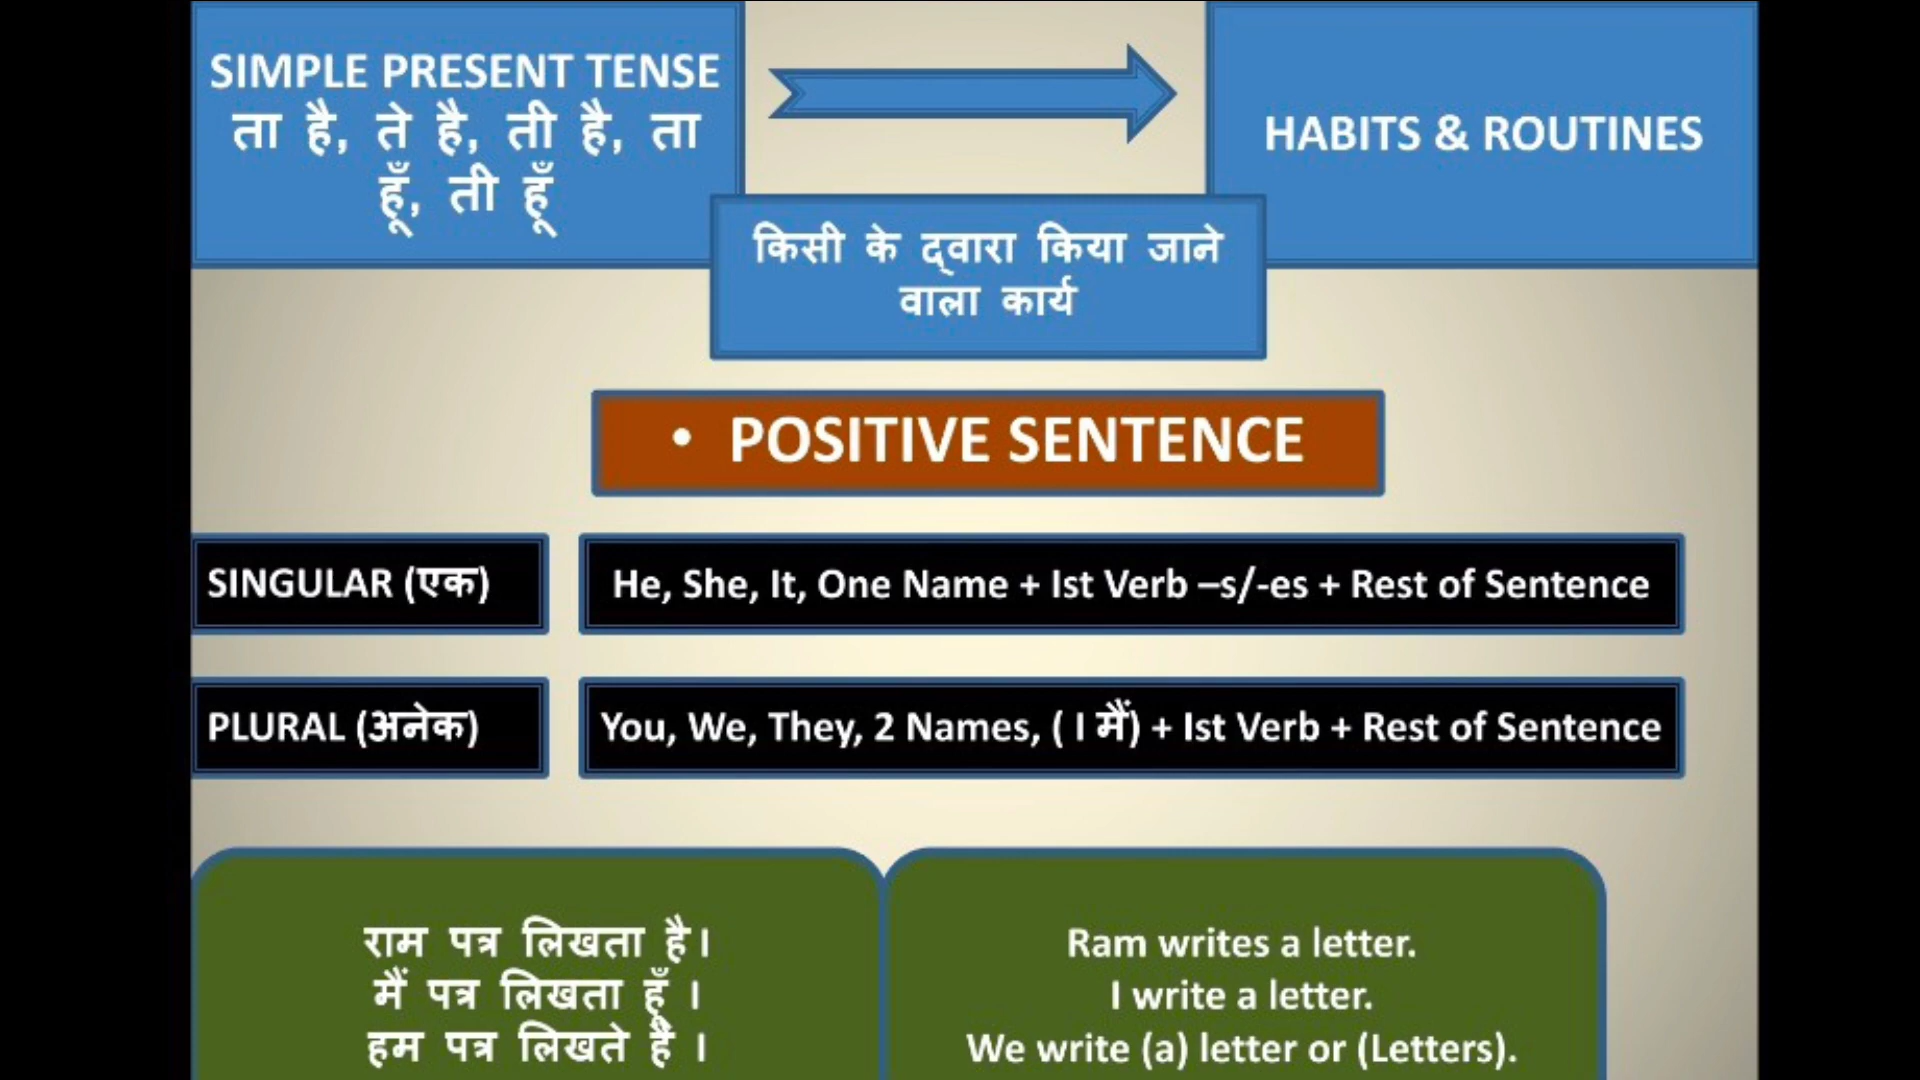 SIMPLE PRESENT TENSE
ता है, ते है, ती है, ता
हूँ, ती हूँ
HABITS & ROUTINES
किसी के द्वारा किया जाने
वाला कार्य
• POSITIVE SENTENCE
SINGULAR (एक)
He, She, It, One Name + Ist Verb –s/-es + Rest of Sentence
PLURAL (अनेक)
You, We, They, 2 Names, ( I मैं) + Ist Verb + Rest of Sentence
राम पत्र लिखता है।
मैं पत्र लिखता हूँ ।
हम पत्र लिखते हैं ।
Ram writes a letter.
I write a letter.
We write (a) letter or (Letters).